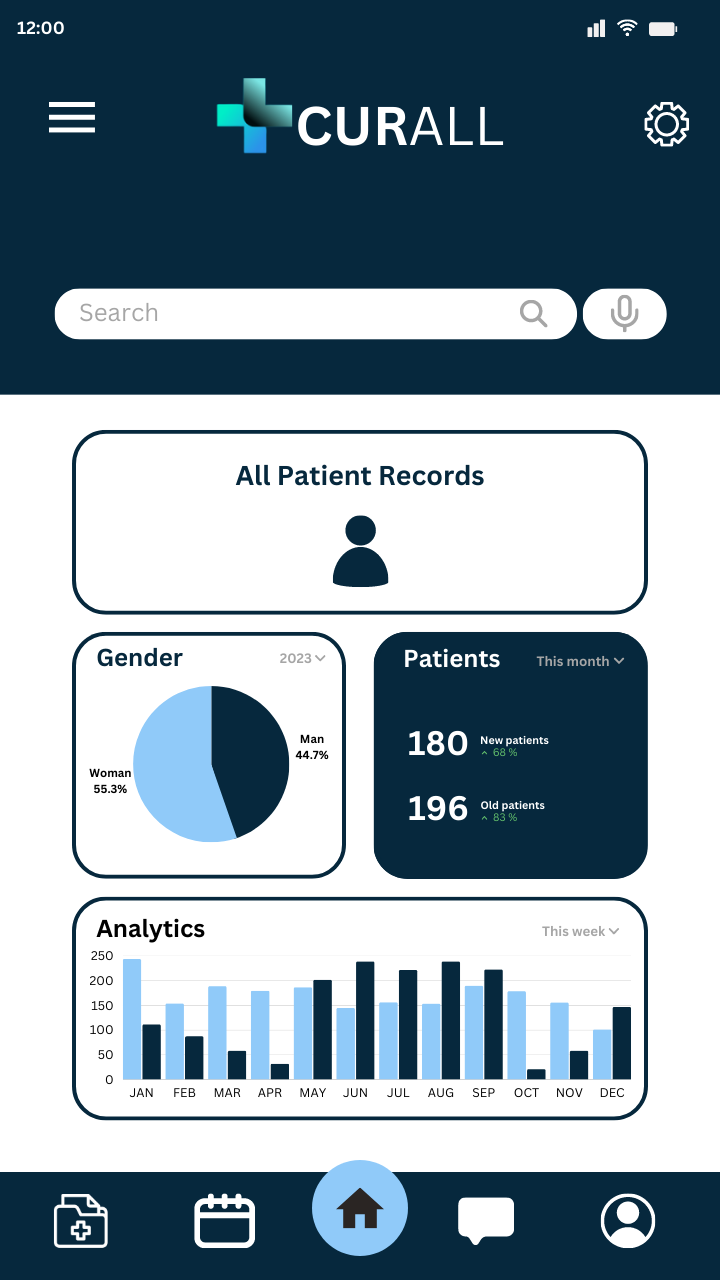 12:00
CURALL
Search
All Patient Records
Gender
2023
Man
44.7%
Woman
55.3%
Patients
This month
180
New patients
68 %
196
Old patients
83 %
Analytics
This week
250
200
150
100
50
0
JAN FEB MAR APR MAY JUN JUL AUG SEP OCT NOV DEC